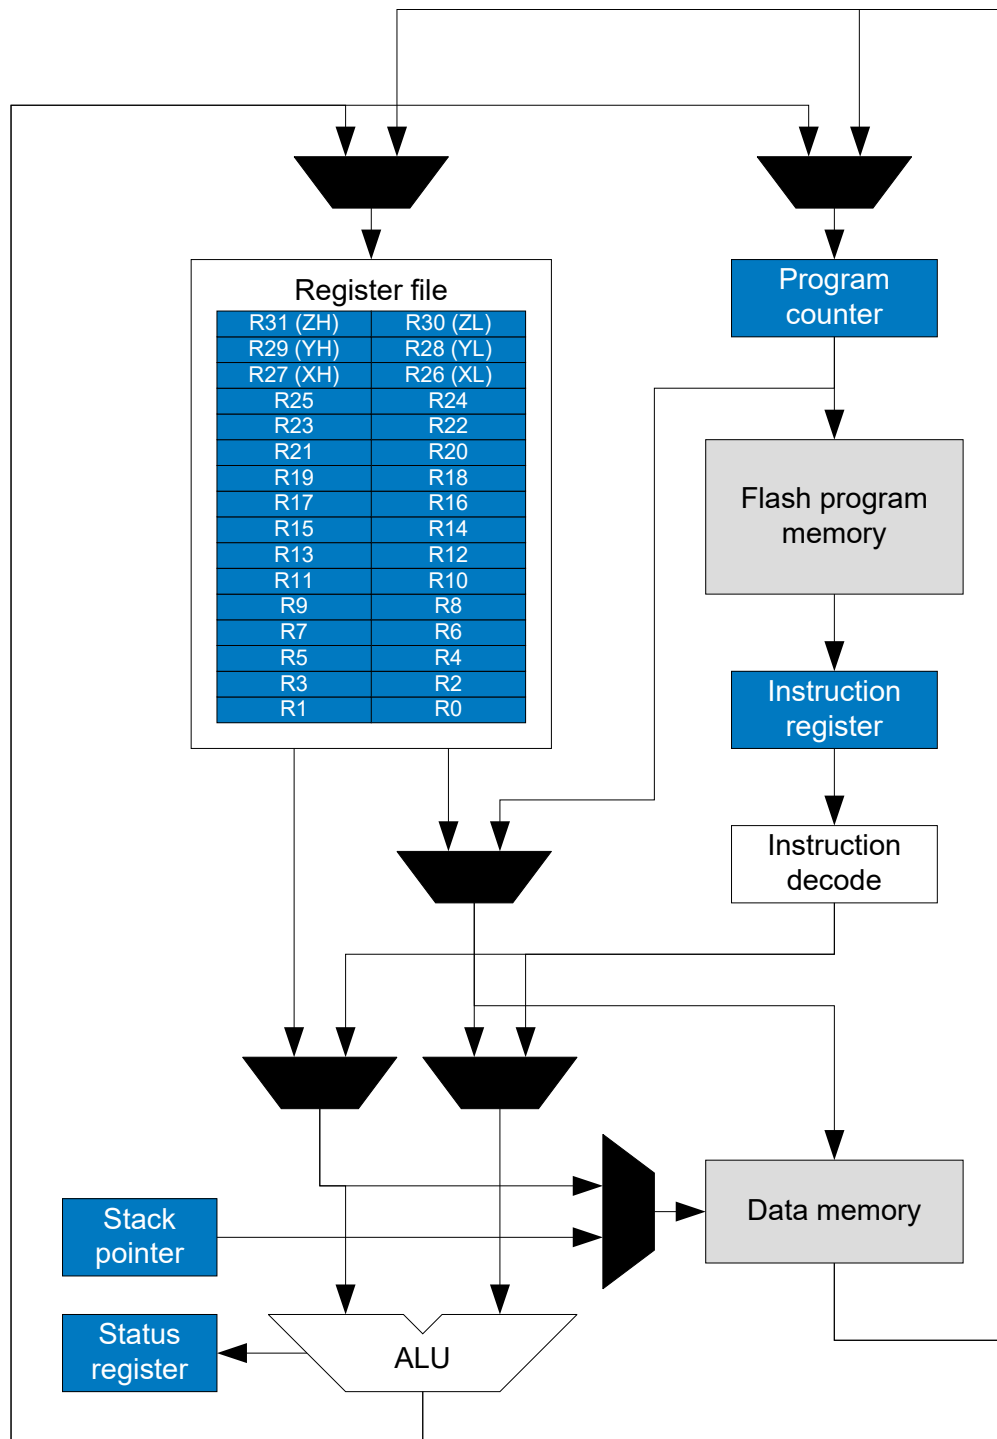 Register file
R31 (ZH) R30 (ZL)
R29 (YH) R28 (YL)
R27 (XH) R26 (XL)
R25 R24
R23 R22
R21 R20
R19 R18
R17 R16
R15 R14
R13 R12
R11 R10
R9 R8
R7 R6
R5 R4
R3 R2
R1 R0
Program
counter
Flash program
memory
Instruction
register
Instruction
decode
Stack
pointer
Data memory
Status
register
ALU